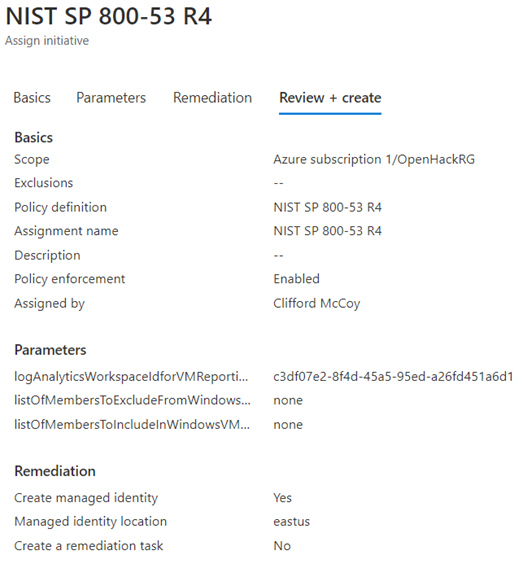 NIST SP 800-53 R4
Assign initiative
Basics Parameters Remediation Review + create
Basics
Scope Azure subscription 1/OpenHackRG
Exclusions --
Policy definition NIST SP 800-53 R4
Assignment name NIST SP 800-53 R4
Description --
Policy enforcement Enabled
Assigned by Clifford McCoy
Parameters
logAnalyticsWorkspaceIdforVMReporti... c3df07e2-8f4d-45a5-95ed-a26fd451a6d1
listOfMembersToExcludeFromWindows... none
listOfMembersToIncludeInWindowsVM... none
Remediation
Create managed identity Yes
Managed identity location eastus
Create a remediation task No